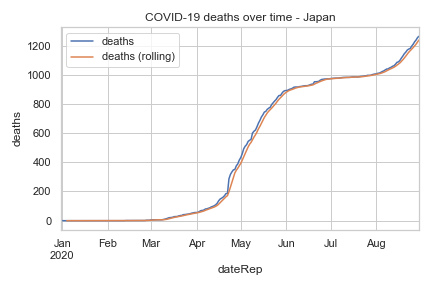 COVID-19 deaths over time - Japan
deaths
deaths (rolling)
1200
1000
800
600
400
200
0
deaths
Jan Feb Mar Apr May Jun Jul Aug
2020
dateRep